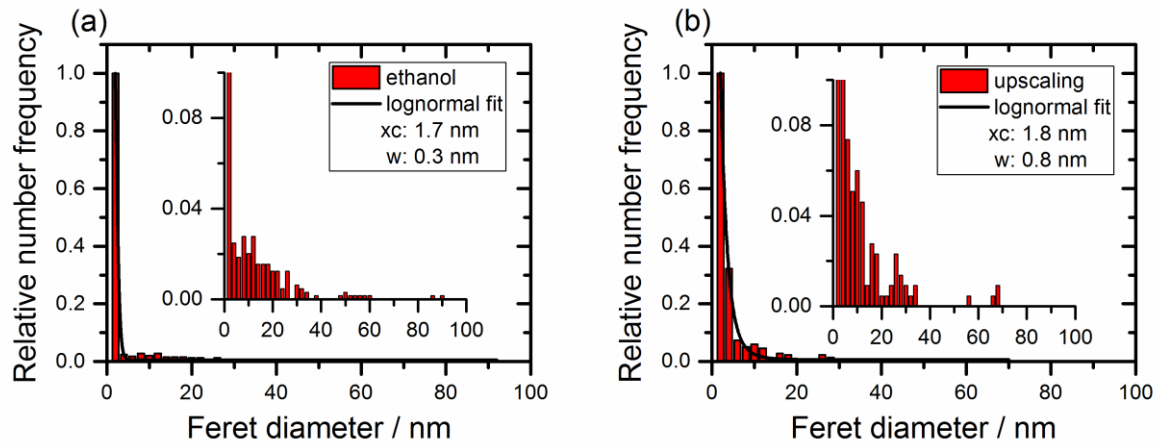 (a)
Relative number frequency
1.0
0.8
0.6
0.4
0.2
0.0
0 20 40 60 80 100
Feret diameter / nm
0.08
0.04
0.00
0 20 40 60 80 100
ethanol
lognormal fit
xc: 1.7 nm
w: 0.3 nm
(b)
Relative number frequency
1.0
0.8
0.6
0.4
0.2
0.0
0 20 40 60 80 100
Feret diameter / nm
0.08
0.04
0.00
0 20 40 60 80 100
upscaling
lognormal fit
xc: 1.8 nm
w: 0.8 nm